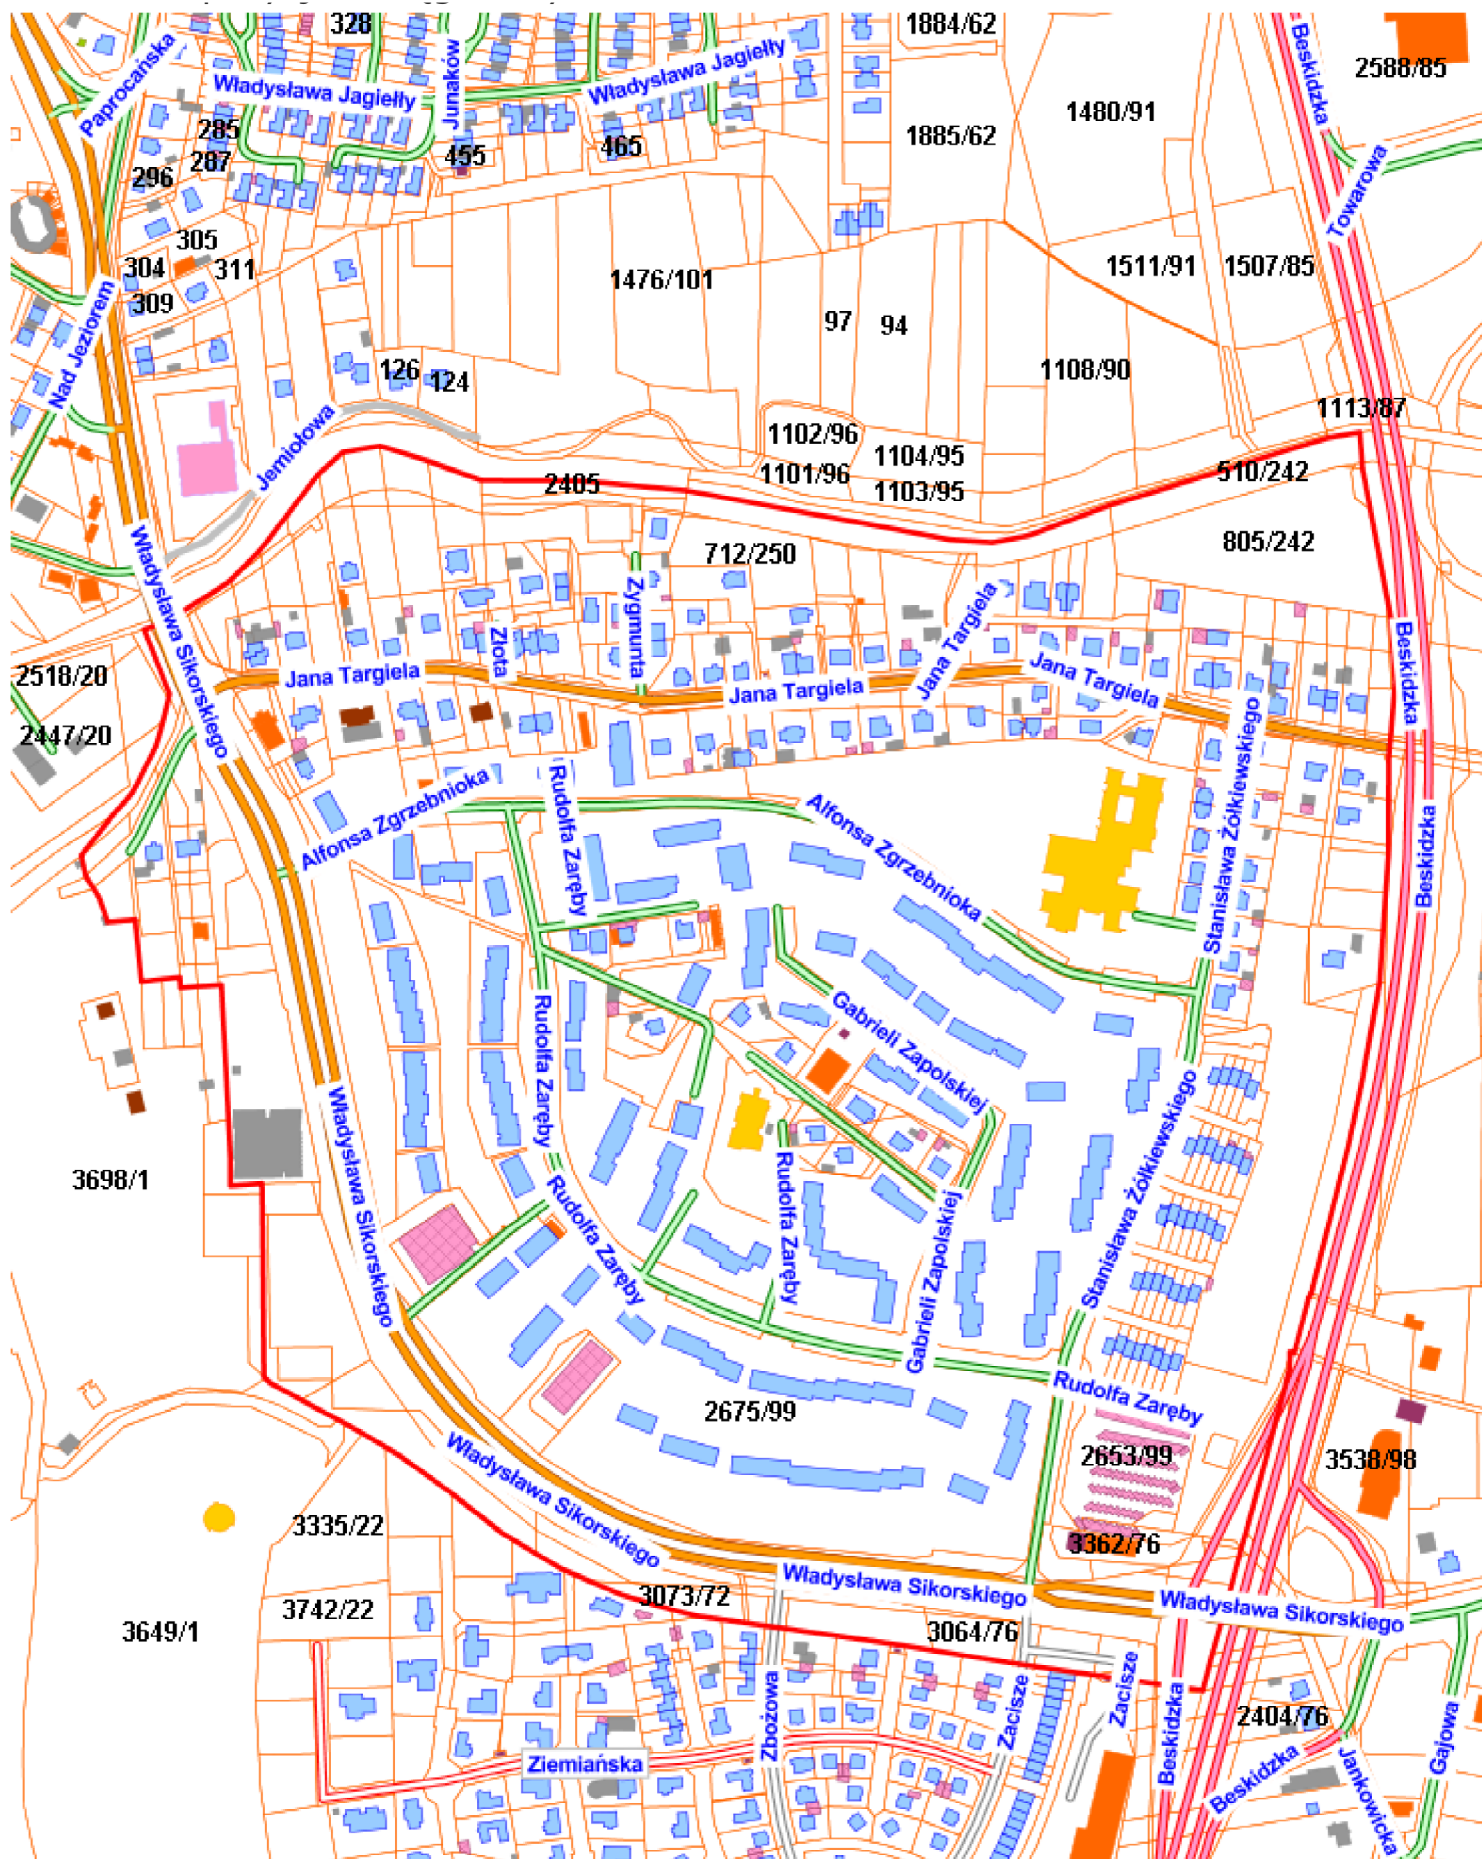 328
1884/62
Beskidzka
2588/85
Paprocańska
Władysława Jagiełły
Junaków
Władysława Jagiełły
1480/91
285
287
296
455
465
1885/62
Towarowa
305
304
311
309
1476/101
1511/91
1507/85
Nad Jeziorem
97
94
126
124
1108/90
1113/87
Jemiołowa
1102/96
1104/95
1101/96
1103/95
2405
510/242
805/242
712/250
Władysława Sikorskiego
Złota
Zygmunta
Jana Targiela
Jana Targiela
Jana Targiela
Jana Targiela
Beskidzka
2518/20
2447/20
Rudolfa Zaręby
Alfonsa Zgrzebnioka
Alfonsa Zgrzebnioka
Stanisława Żółkiewskiego
Beskidzka
Rudolfa Zaręby
Gabrieli Zapolskiej
Władysława Sikorskiego
Stanisława Żółkiewskiego
3698/1
Rudolfa Zaręby
Rudolfa Zaręby
Gabrieli Zapolskiej
Rudolfa Zaręby
2675/99
2653/99
3538/98
Władysława Sikorskiego
3335/22
3362/76
Władysława Sikorskiego
Władysława Sikorskiego
3742/22
3073/72
3649/1
3064/76
Zbożowa
Zacisze
Zacisze
Beskidzka
2404/76
Gajowa
Ziemiańska
Beskidzka
Jankowicka